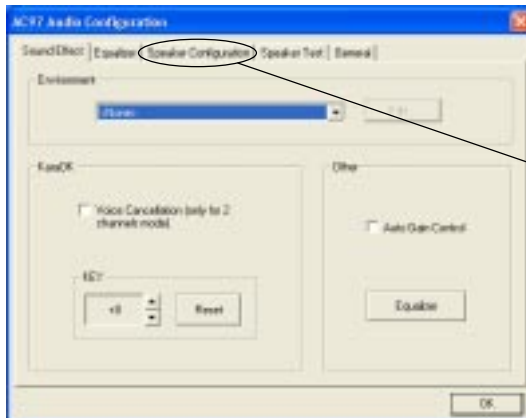 AC97 Audio Configuration
Sound Effect Equalizer Speaker Configuration Speaker Test General
Environment
<None>
KaraOK
Voice Cancellation (only for 2
channels mode)
KEY
+0
Reset
Other
Auto Gain Control
Equalizer
OK